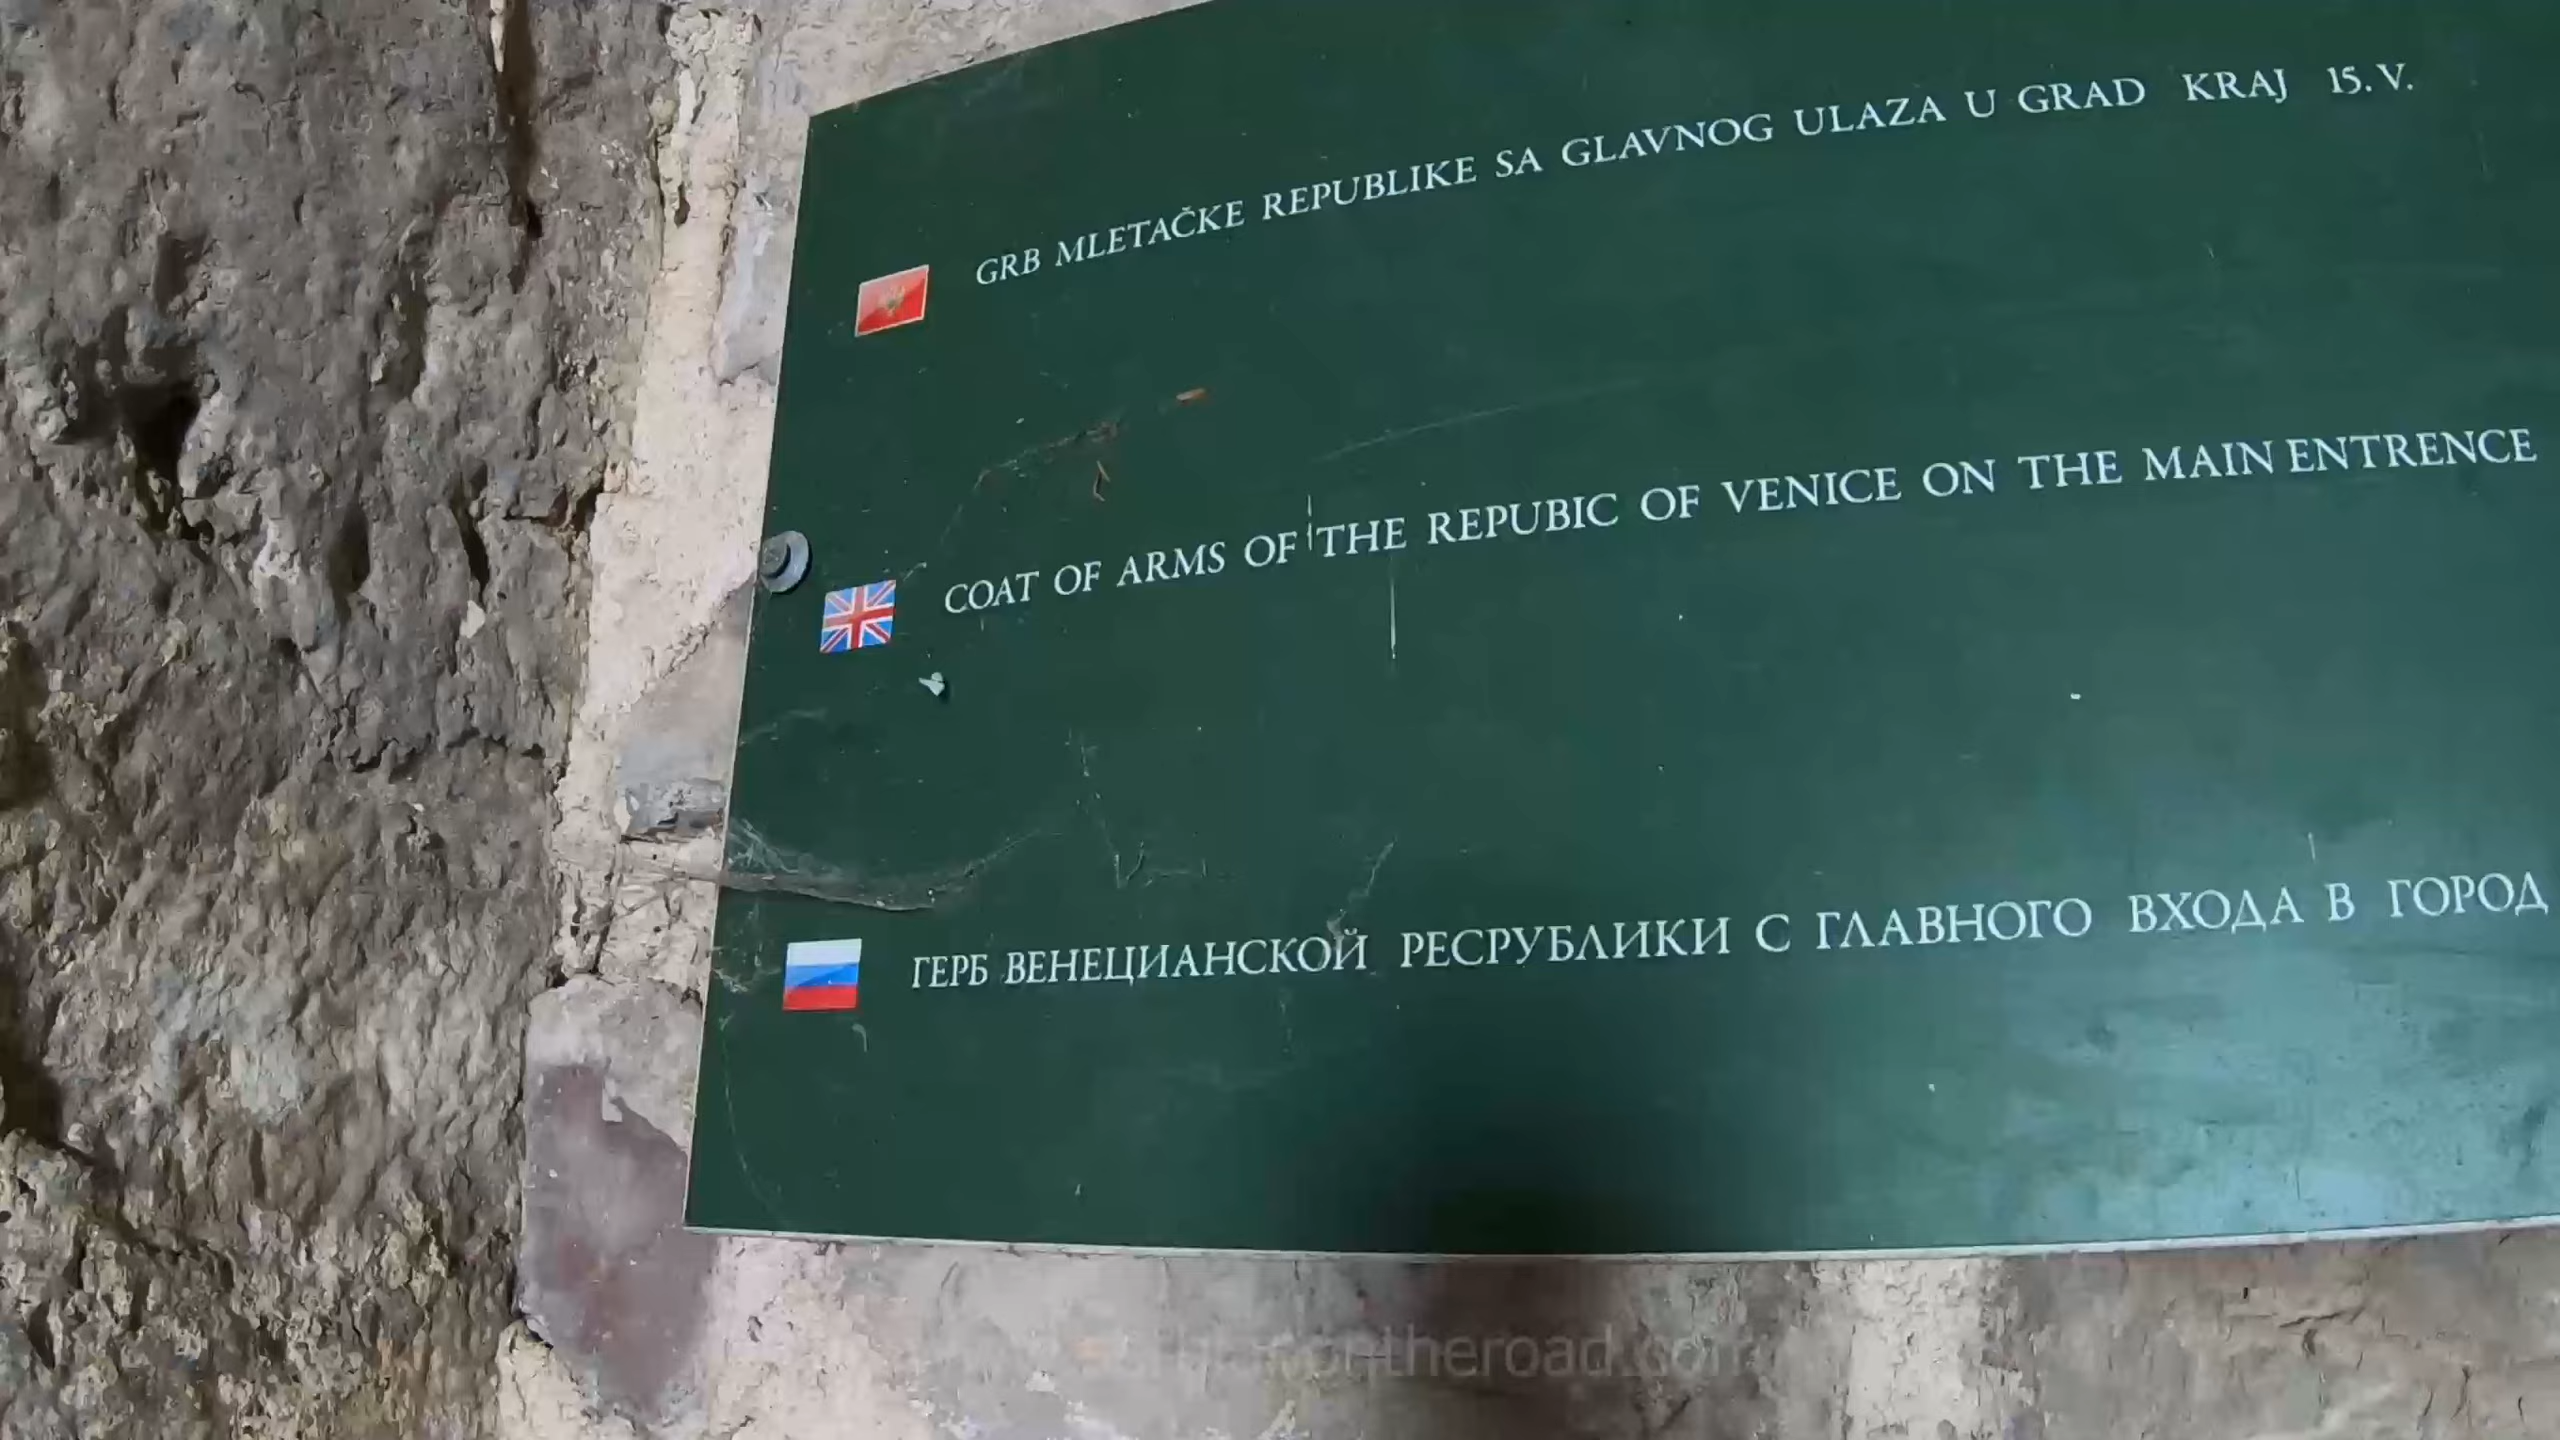 GRB MLETAČKE REPUBLIKE SA GLAVNOG ULAZA U GRAD KRAJ 15. V.
COAT OF ARMS OF THE REPUBIC OF VENICE ON THE MAIN ENTRENCE
ГЕРБ ВЕНЕЦИАНСКОЙ РЕСРУБЛИКИ С ГЛАВНОГО ВХОДА В ГОРОД